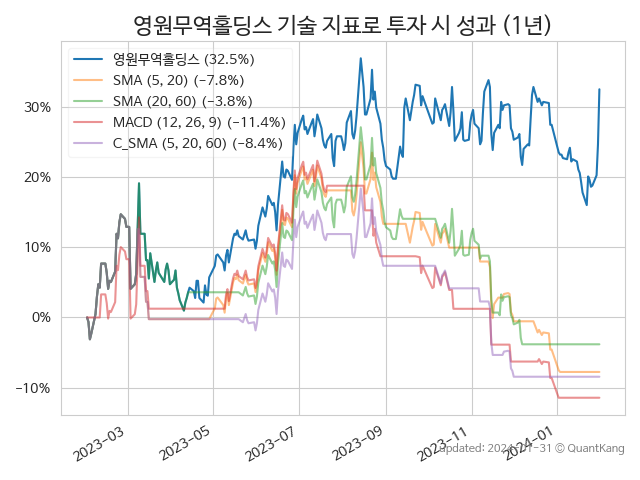 영원무역홀딩스 기술 지표로 투자 시 성과 (1년)
영원무역홀딩스 (32.5%)
SMA (5, 20) (−7.8%)
SMA (20, 60) (−3.8%)
MACD (12, 26, 9) (−11.4%)
C_SMA (5, 20, 60) (−8.4%)
30%
20%
10%
0%
−10%
2023-03
2023-05
2023-07
2023-09
2023-11
2024-01
updated: 2024-01-31 © QuantKang